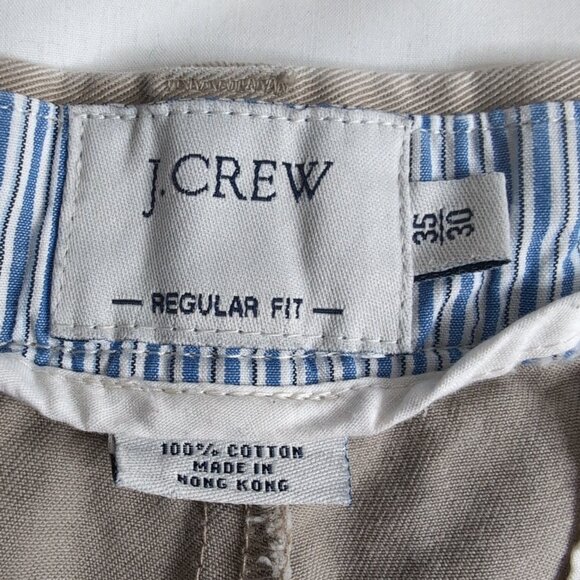 J.CREW
— REGULAR FIT —
35
30
100% COTTON
MADE IN
HONG KONG